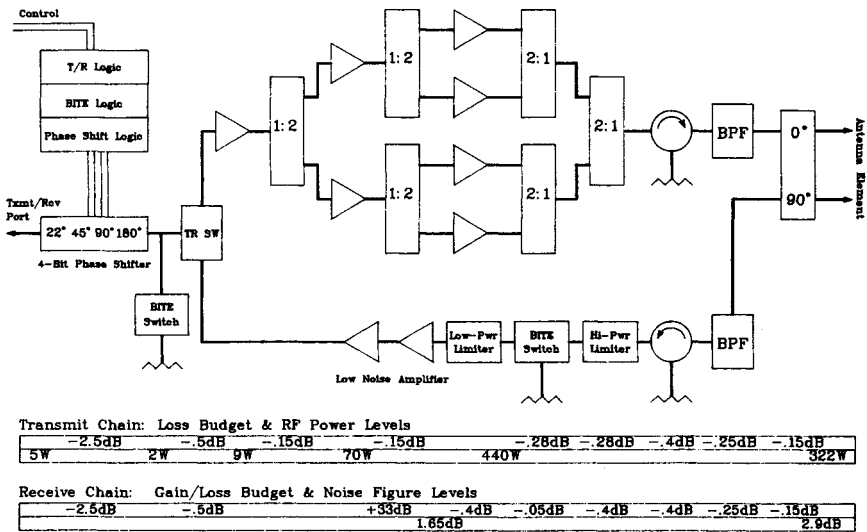 Control
T/R Logic
BITE Logic
Phase Shift Logic
1:2
1:2
2:1
2:1
BPF
0°
Antenna Element
1:2
2:1
90°
Antenna Element
Txmt/Rcv
Port
22° 45° 90° 180°
TR SW
4-Bit Phase Shifter
BITE
Switch
Low Noise Amplifier
Low-Pwr
Limiter
BITE
Switch
Hi-Pwr
Limiter
BPF
Transmit Chain: Loss Budget & RF Power Levels
-2.5dB -.5dB -.15dB -.15dB -.28dB -.28dB -.4dB -.25dB -.15dB
5W 2W 9W 70W 440W 322W
Receive Chain: Gain/Loss Budget & Noise Figure Levels
-2.5dB -.5dB +33dB -.4dB -.05dB -.4dB -.4dB -.25dB -.15dB
1.65dB 2.9dB